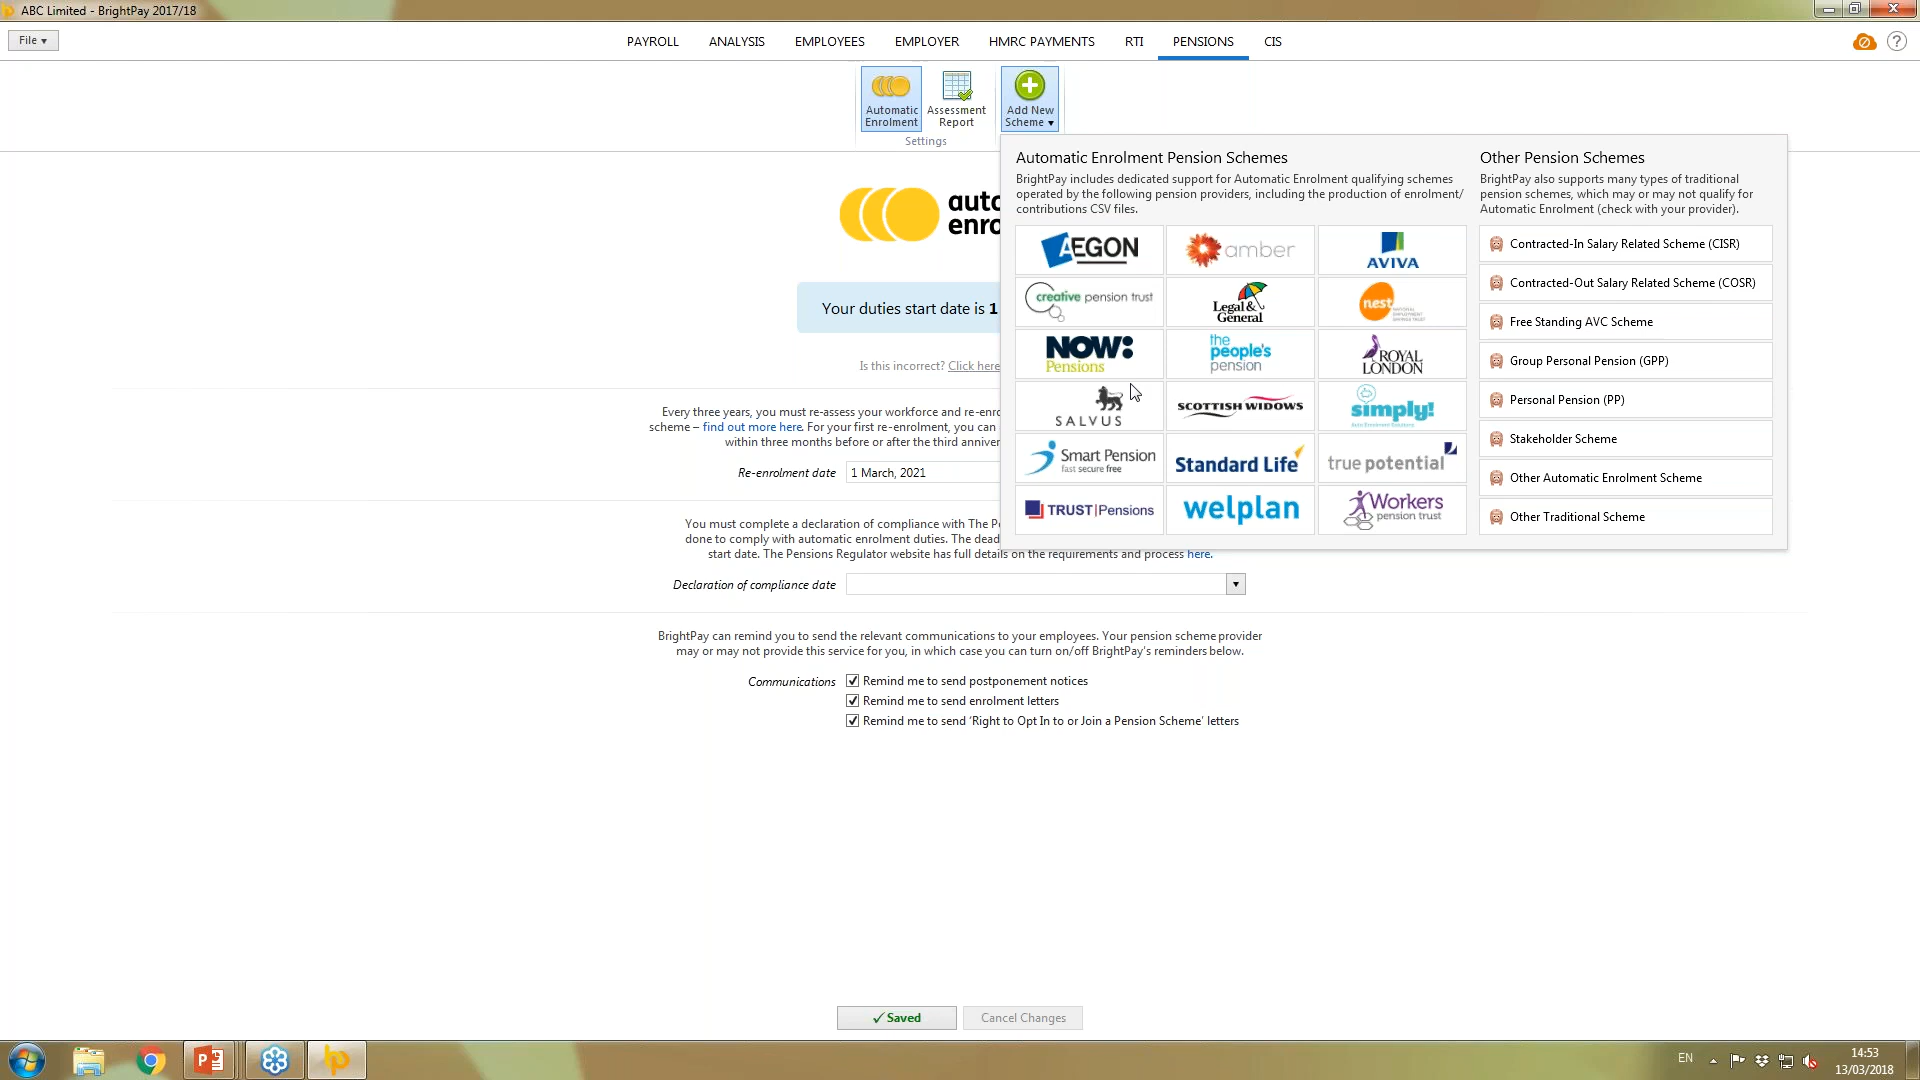 ABC Limited - BrightPay 2017/18
File
PAYROLL
ANALYSIS
EMPLOYEES
EMPLOYER
HMRC PAYMENTS
RTI
PENSIONS
CIS
Automatic Enrolment
Assessment Report
Add New Scheme
Settings
Automatic Enrolment Pension Schemes
BrightPay includes dedicated support for Automatic Enrolment qualifying schemes
operated by the following pension providers, including the production of enrolment/
contributions CSV files.
AEGON
amber
AVIVA
creative pension trust
Legal &
General
nest
NOW:
Pensions
the
people's
pension
ROYAL
LONDON
SALVUS
SCOTTISH WIDOWS
simply!
Auto Enrolment Solutions
Smart Pension
fast secure free
Standard Life
true potential
TRUST|Pensions
welplan
Workers
pension trust
Other Pension Schemes
BrightPay also supports many types of traditional
pension schemes, which may or may not qualify for
Automatic Enrolment (check with your provider).
Contracted-In Salary Related Scheme (CISR)
Contracted-Out Salary Related Scheme (COSR)
Free Standing AVC Scheme
Group Personal Pension (GPP)
Personal Pension (PP)
Stakeholder Scheme
Other Automatic Enrolment Scheme
Other Traditional Scheme
auto
enro
Your duties start date is 1
Is this incorrect? Click here
Every three years, you must re-assess your workforce and re-enro
scheme – find out more here. For your first re-enrolment, you can
within three months before or after the third anniver
Re-enrolment date
1 March, 2021
You must complete a declaration of compliance with The Pe
done to comply with automatic enrolment duties. The dead
start date. The Pensions Regulator website has full details on the requirements and process here.
Declaration of compliance date
BrightPay can remind you to send the relevant communications to your employees. Your pension scheme provider
may or may not provide this service for you, in which case you can turn on/off BrightPay's reminders below.
Communications
Remind me to send postponement notices
Remind me to send enrolment letters
Remind me to send 'Right to Opt In to or Join a Pension Scheme' letters
Saved
Cancel Changes
EN
14:53
13/03/2018